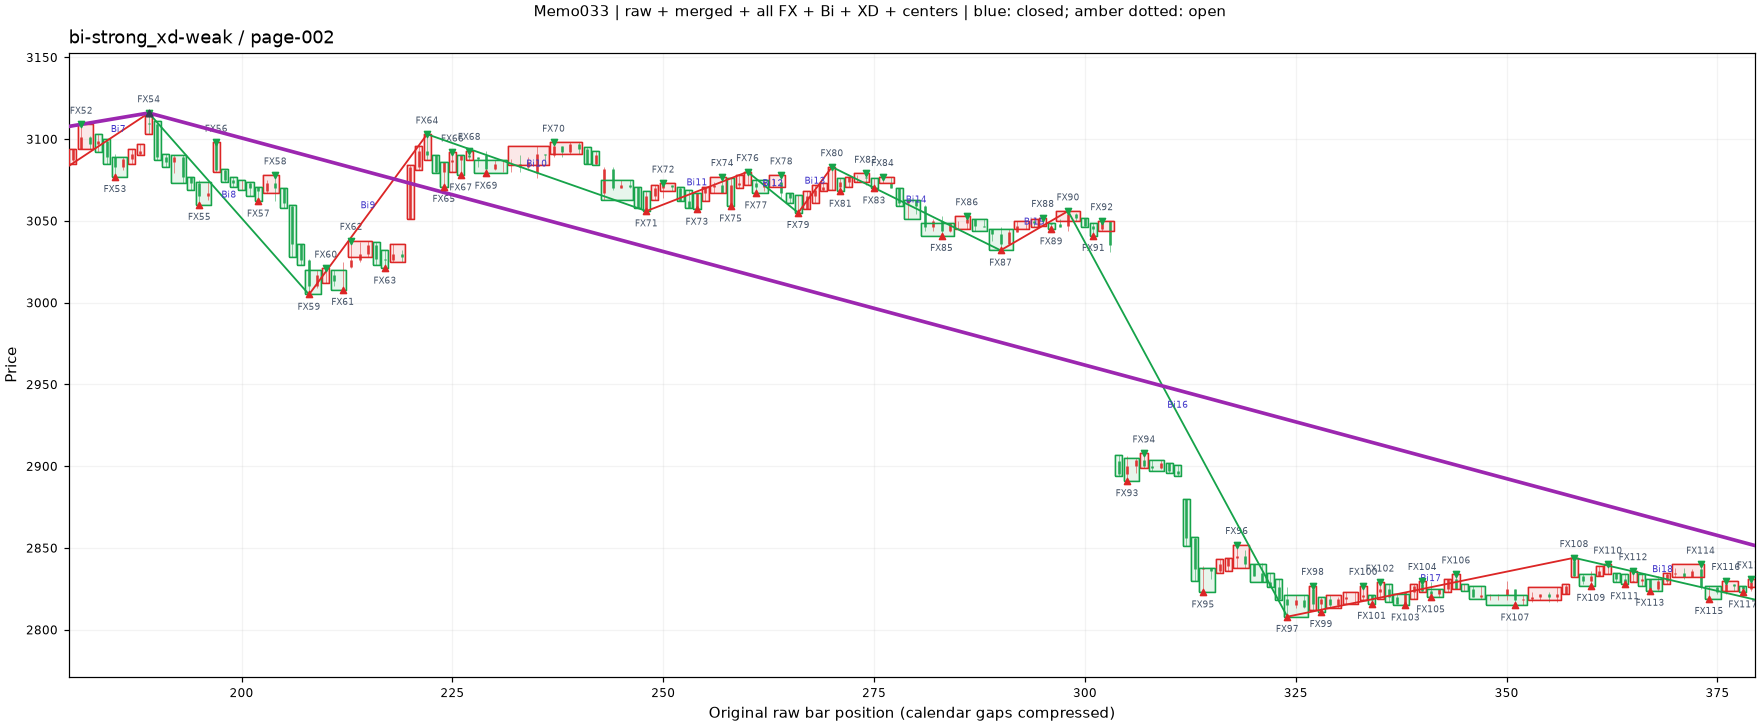 Memo033 | raw + merged + all FX + Bi + XD + centers | blue: closed; amber dotted: open
bi-strong_xd-weak / page-002
3150
3100
3050
3000
2950
2900
2850
2800
Price
200
225
250
275
300
325
350
375
Original raw bar position (calendar gaps compressed)
FX52
Bi7
FX53
FX54
FX55
FX56
Bi8
FX57
FX58
FX59
FX60
FX61
FX62
Bi9
FX63
FX64
FX65
FX66
FX67
FX68
FX69
Bi10
FX70
FX71
FX72
Bi11
FX73
FX74
FX75
FX76
FX77
Bi12
FX78
FX79
Bi13
FX80
FX81
FX82
FX83
FX84
Bi14
FX85
FX86
FX87
FX88
FX89
FX90
FX91
FX92
Bi16
FX93
FX94
FX95
FX96
FX97
FX98
FX99
FX100
FX101
FX102
FX103
FX104
Bi17
FX105
FX106
FX107
FX108
FX109
FX110
FX111
FX112
FX113
Bi18
FX114
FX115
FX116
FX117